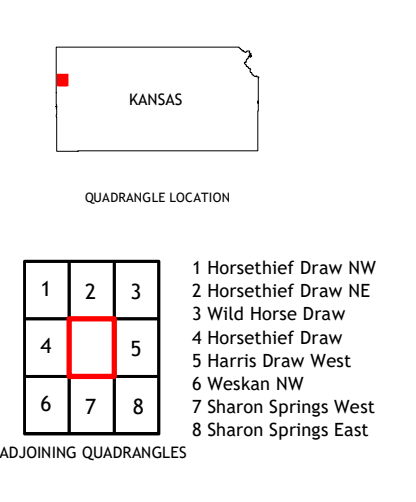 KANSAS
QUADRANGLE LOCATION
1 2 3
4 5
6 7 8
ADJOINING QUADRANGLES
1 Horsethief Draw NW
2 Horsethief Draw NE
3 Wild Horse Draw
4 Horsethief Draw
5 Harris Draw West
6 Weskan NW
7 Sharon Springs West
8 Sharon Springs East